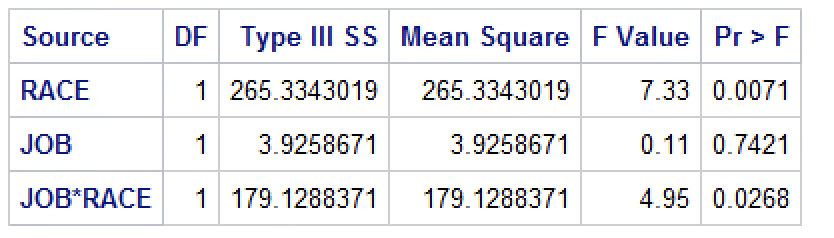 Source DF Type III SS Mean Square F Value Pr > F
RACE 1 265.3343019 265.3343019 7.33 0.0071
JOB 1 3.9258671 3.9258671 0.11 0.7421
JOB*RACE 1 179.1288371 179.1288371 4.95 0.0268